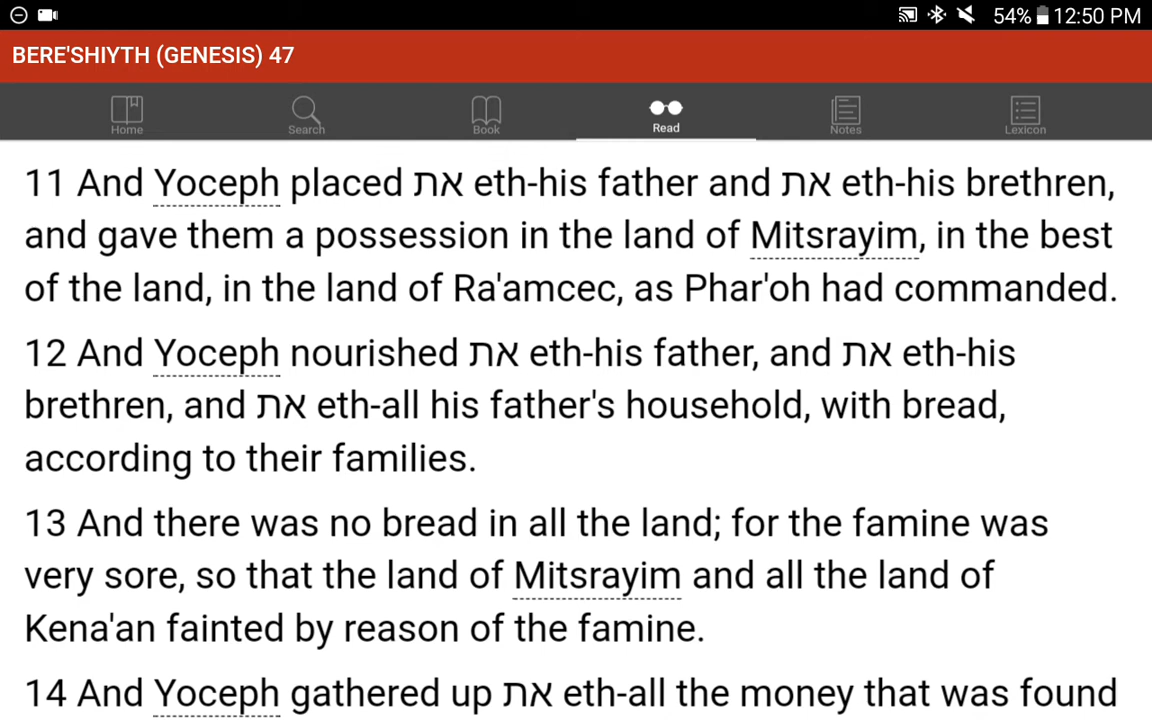 54% 12:50 PM
BERE'SHIYTH (GENESIS) 47
Home Search Book Read Notes Lexicon
11 And Yoceph placed את eth-his father and את eth-his brethren,
and gave them a possession in the land of Mitsrayim, in the best
of the land, in the land of Ra'amcec, as Phar'oh had commanded.
12 And Yoceph nourished את eth-his father, and את eth-his
brethren, and את eth-all his father's household, with bread,
according to their families.
13 And there was no bread in all the land; for the famine was
very sore, so that the land of Mitsrayim and all the land of
Kena'an fainted by reason of the famine.
14 And Yoceph gathered up את eth-all the money that was found